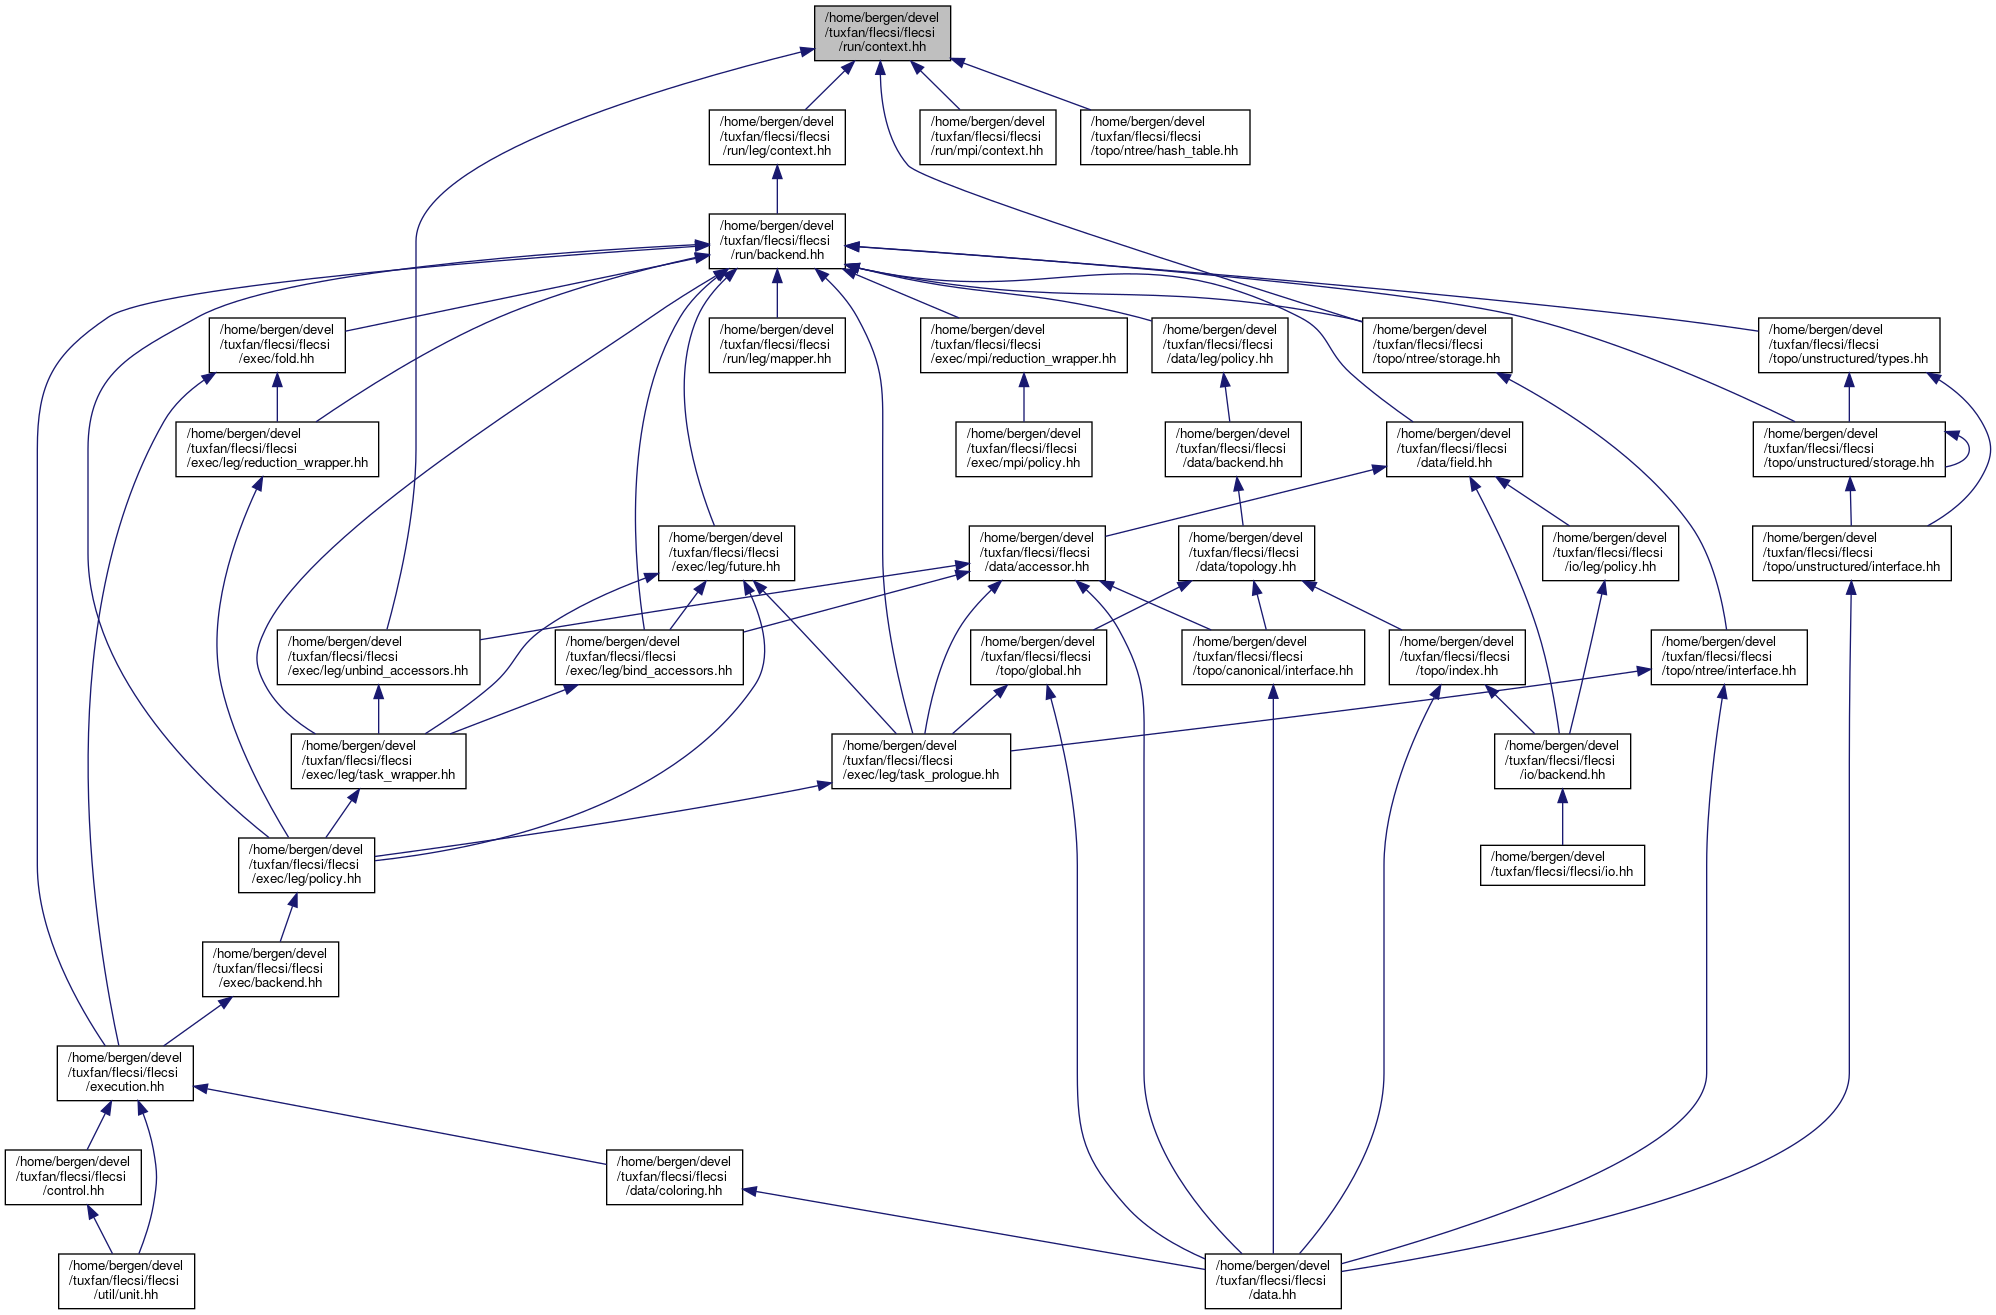 /home/bergen/devel
/tuxfan/flecsi/flecsi
/run/context.hh
/home/bergen/devel
/tuxfan/flecsi/flecsi
/run/leg/context.hh
/home/bergen/devel
/tuxfan/flecsi/flecsi
/run/mpi/context.hh
/home/bergen/devel
/tuxfan/flecsi/flecsi
/topo/ntree/hash_table.hh
/home/bergen/devel
/tuxfan/flecsi/flecsi
/run/backend.hh
/home/bergen/devel
/tuxfan/flecsi/flecsi
/exec/fold.hh
/home/bergen/devel
/tuxfan/flecsi/flecsi
/run/leg/mapper.hh
/home/bergen/devel
/tuxfan/flecsi/flecsi
/exec/mpi/reduction_wrapper.hh
/home/bergen/devel
/tuxfan/flecsi/flecsi
/data/leg/policy.hh
/home/bergen/devel
/tuxfan/flecsi/flecsi
/topo/ntree/storage.hh
/home/bergen/devel
/tuxfan/flecsi/flecsi
/topo/unstructured/types.hh
/home/bergen/devel
/tuxfan/flecsi/flecsi
/exec/leg/reduction_wrapper.hh
/home/bergen/devel
/tuxfan/flecsi/flecsi
/exec/mpi/policy.hh
/home/bergen/devel
/tuxfan/flecsi/flecsi
/data/backend.hh
/home/bergen/devel
/tuxfan/flecsi/flecsi
/data/field.hh
/home/bergen/devel
/tuxfan/flecsi/flecsi
/topo/unstructured/storage.hh
/home/bergen/devel
/tuxfan/flecsi/flecsi
/exec/leg/future.hh
/home/bergen/devel
/tuxfan/flecsi/flecsi
/data/accessor.hh
/home/bergen/devel
/tuxfan/flecsi/flecsi
/data/topology.hh
/home/bergen/devel
/tuxfan/flecsi/flecsi
/io/leg/policy.hh
/home/bergen/devel
/tuxfan/flecsi/flecsi
/topo/unstructured/interface.hh
/home/bergen/devel
/tuxfan/flecsi/flecsi
/exec/leg/unbind_accessors.hh
/home/bergen/devel
/tuxfan/flecsi/flecsi
/exec/leg/bind_accessors.hh
/home/bergen/devel
/tuxfan/flecsi/flecsi
/topo/global.hh
/home/bergen/devel
/tuxfan/flecsi/flecsi
/topo/canonical/interface.hh
/home/bergen/devel
/tuxfan/flecsi/flecsi
/topo/index.hh
/home/bergen/devel
/tuxfan/flecsi/flecsi
/topo/ntree/interface.hh
/home/bergen/devel
/tuxfan/flecsi/flecsi
/exec/leg/task_wrapper.hh
/home/bergen/devel
/tuxfan/flecsi/flecsi
/exec/leg/task_prologue.hh
/home/bergen/devel
/tuxfan/flecsi/flecsi
/io/backend.hh
/home/bergen/devel
/tuxfan/flecsi/flecsi
/exec/leg/policy.hh
/home/bergen/devel
/tuxfan/flecsi/flecsi/io.hh
/home/bergen/devel
/tuxfan/flecsi/flecsi
/exec/backend.hh
/home/bergen/devel
/tuxfan/flecsi/flecsi
/execution.hh
/home/bergen/devel
/tuxfan/flecsi/flecsi
/control.hh
/home/bergen/devel
/tuxfan/flecsi/flecsi
/data/coloring.hh
/home/bergen/devel
/tuxfan/flecsi/flecsi
/util/unit.hh
/home/bergen/devel
/tuxfan/flecsi/flecsi
/data.hh